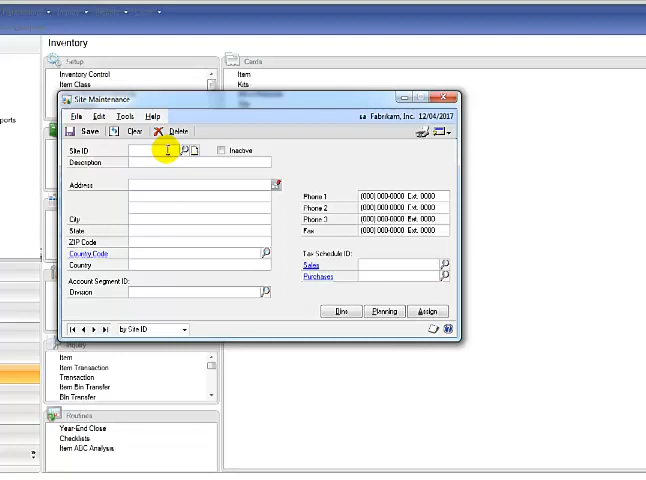 Inventory
Setup
Cards
Inventory Control
Item Class
Item
Kits
ports
Site Maintenance
File Edit Tools Help
sa Fabrikam, Inc. 12/04/2017
Save Clear Delete
Site ID
Inactive
Description
Address
City
State
ZIP Code
Country Code
Country
Account Segment ID:
Division
Phone 1 (000) 000-0000 Ext. 0000
Phone 2 (000) 000-0000 Ext. 0000
Phone 3 (000) 000-0000 Ext. 0000
Fax (000) 000-0000 Ext. 0000
Tax Schedule ID:
Sales
Purchases
Bins Planning Assign
by Site ID
Inquiry
Item
Item Transaction
Transaction
Item Bin Transfer
Bin Transfer
Routines
Year-End Close
Checklists
Item ABC Analysis